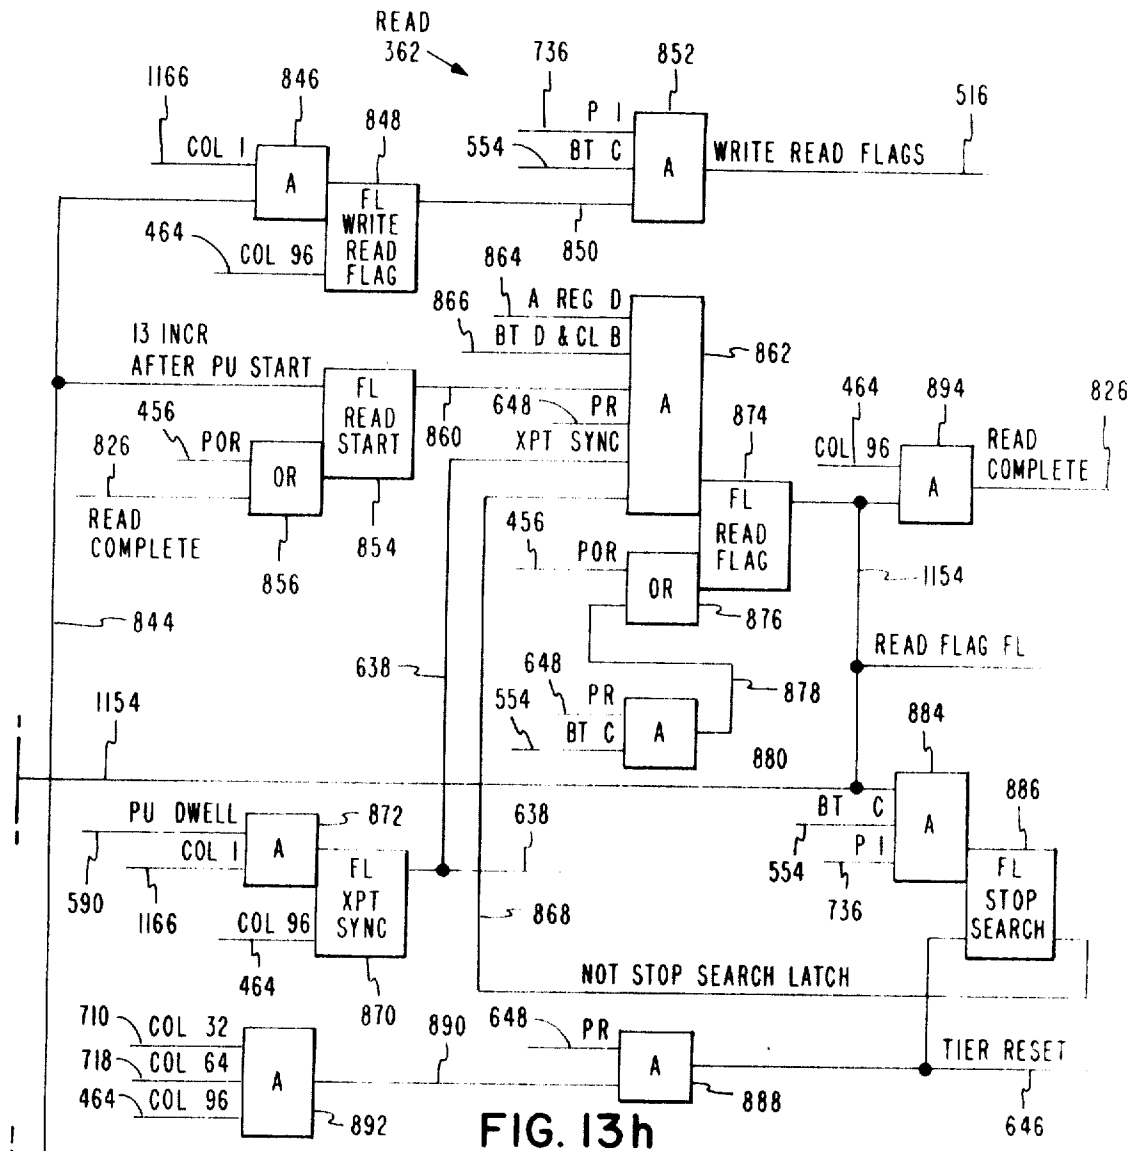 READ
362
1166
846
848
COL 1
A
FL
WRITE
READ
FLAG
464
COL 96
736
852
P 1
554
BT C
A
WRITE READ FLAGS
516
850
864
A REG D
866
BT D & CL B
862
A
13 INCR
AFTER PU START
FL
READ
START
860
648
PR
XPT SYNC
456
POR
826
OR
READ
COMPLETE
856
854
874
FL
READ
FLAG
464
894
826
COL 96
A
READ
COMPLETE
456
POR
OR
876
1154
844
638
READ FLAG FL
648
PR
554
BT C
A
878
1154
880
884
BT C
A
886
554
P 1
736
FL
STOP
SEARCH
PU DWELL
872
COL 1
A
590
1166
FL
XPT
SYNC
638
COL 96
464
870
868
NOT STOP SEARCH LATCH
710
COL 32
718
COL 64
464
COL 96
A
892
890
648
PR
A
888
TIER RESET
646
FIG. 13h